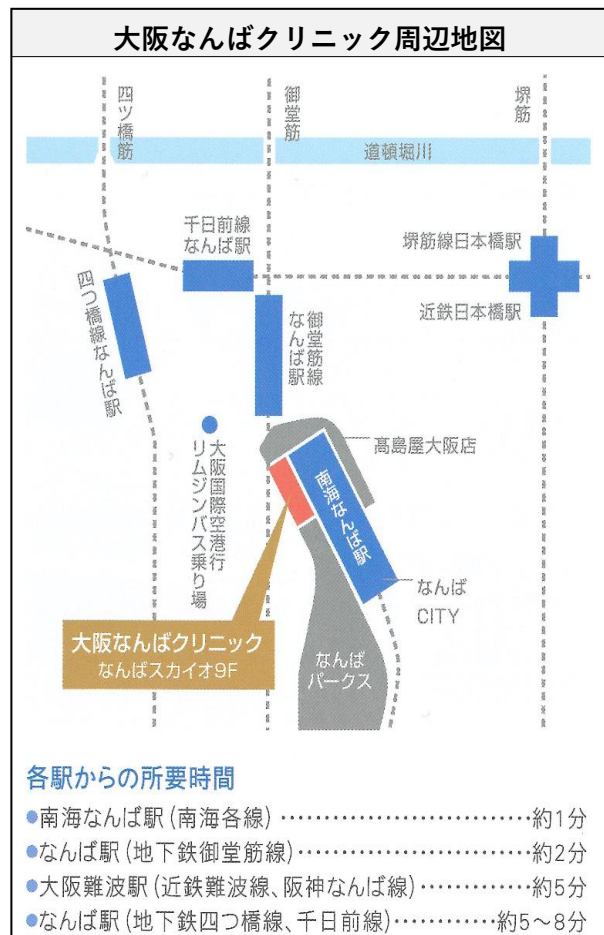 大阪なんばクリニック周辺地図
四ツ橋筋
御堂筋
堺筋
道頓堀川
千日前線
なんば駅
堺筋線日本橋駅
近鉄日本橋駅
四つ橋線なんば駅
御堂筋線
なんば駅
大阪国際空港行
リムジンバス乗り場
髙島屋大阪店
南海なんば駅
なんば
CITY
大阪なんばクリニック
なんばスカイオ9F
なんば
パークス
各駅からの所要時間
●南海なんば駅(南海各線)……………………………約1分
●なんば駅(地下鉄御堂筋線)…………………………約2分
●大阪難波駅(近鉄難波線、阪神なんば線)…………約5分
●なんば駅(地下鉄四つ橋線、千日前線)…………約5〜8分